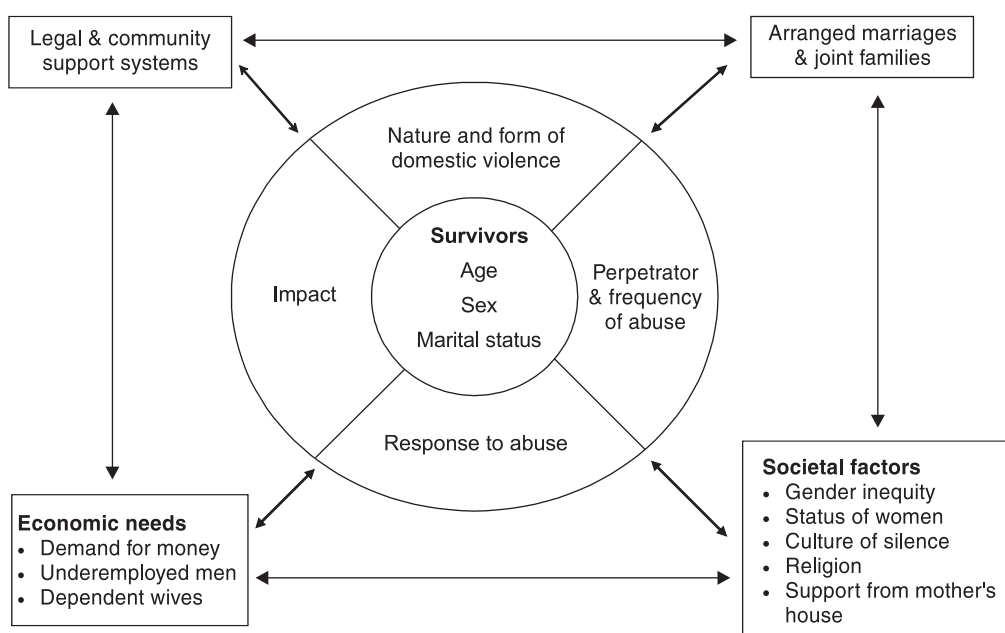 Legal & community
support systems
Arranged marriages
& joint families
Nature and form of
domestic violence
Survivors
Age
Sex
Marital status
Impact
Perpetrator
& frequency
of abuse
Response to abuse
Economic needs
• Demand for money
• Underemployed men
• Dependent wives
Societal factors
• Gender inequity
• Status of women
• Culture of silence
• Religion
• Support from mother's
house